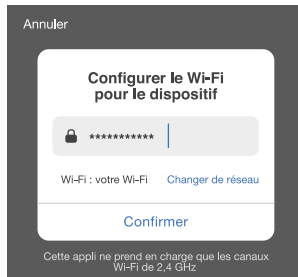 Annuler
Configurer le Wi-Fi
pour le dispositif
***********
Wi-Fi : votre Wi-Fi Changer de réseau
Confirmer
Cette appli ne prend en charge que les canaux
Wi-Fi de 2,4 GHz